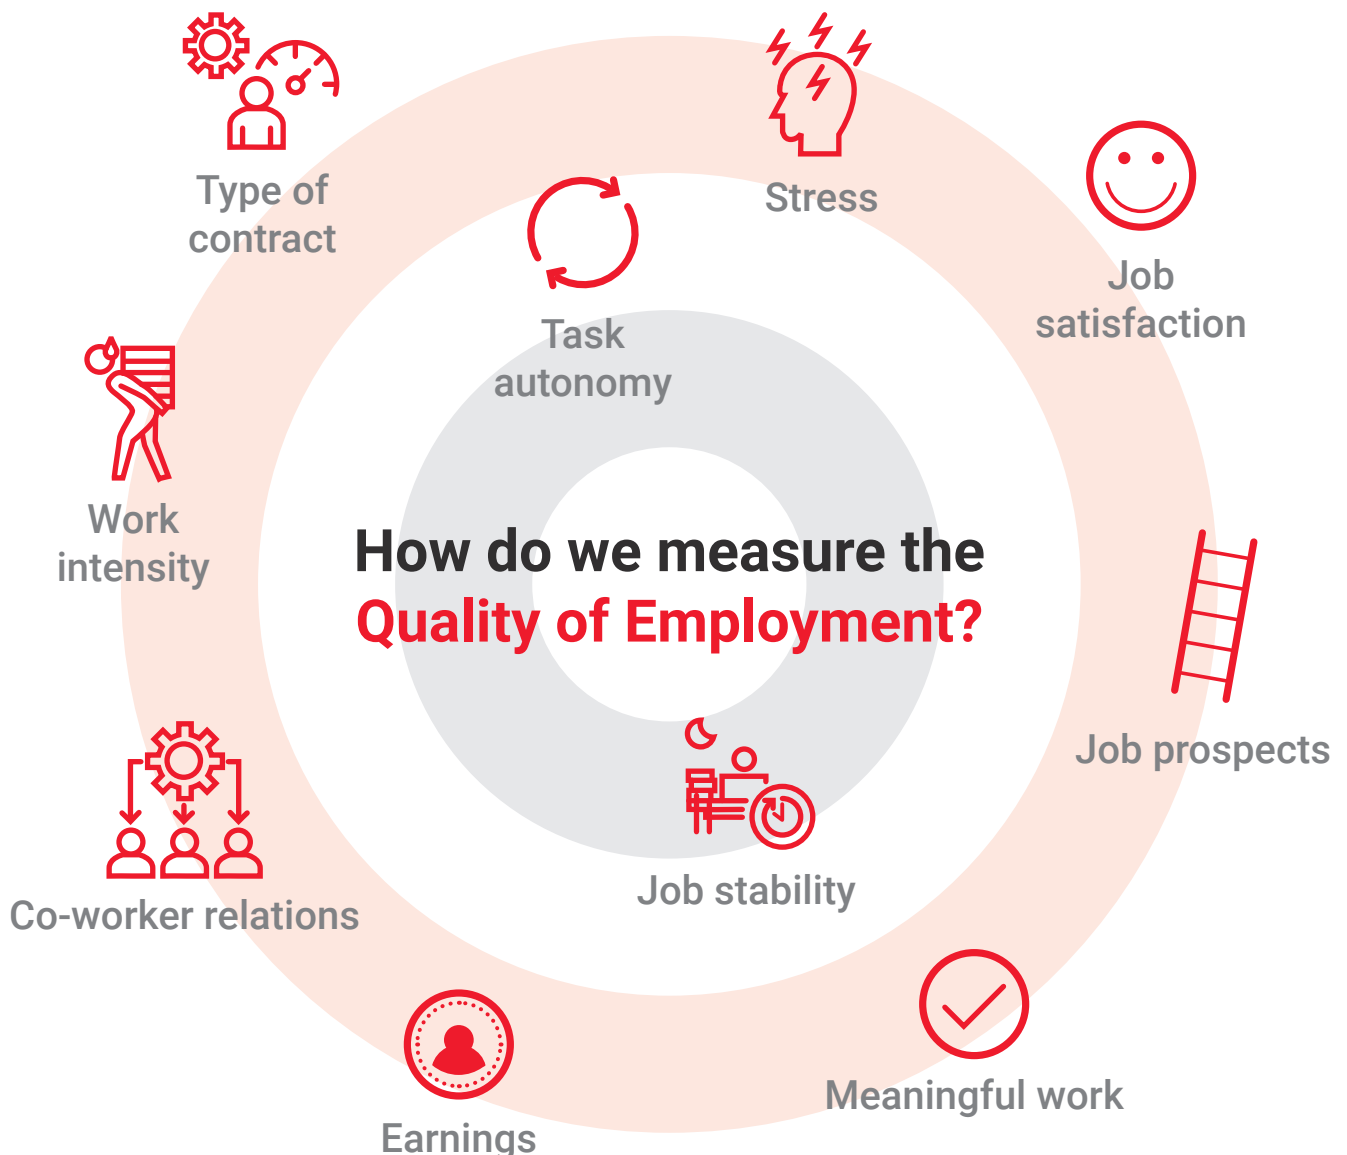 Type of
contract
Stress
Job
satisfaction
Task
autonomy
Work
intensity
How do we measure the
Quality of Employment?
Job prospects
Co-worker relations
Job stability
Meaningful work
Earnings